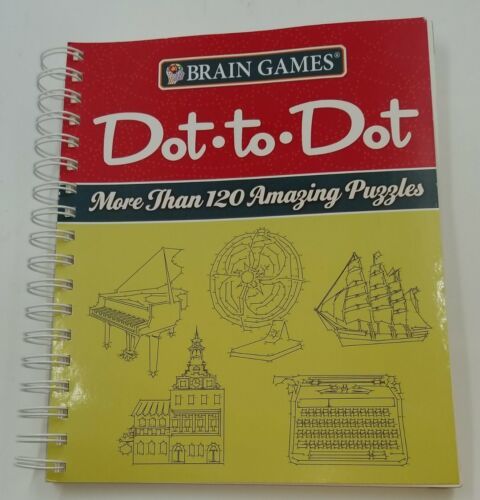 BRAIN GAMES®
Dot•to•Dot
More Than 120 Amazing Puzzles